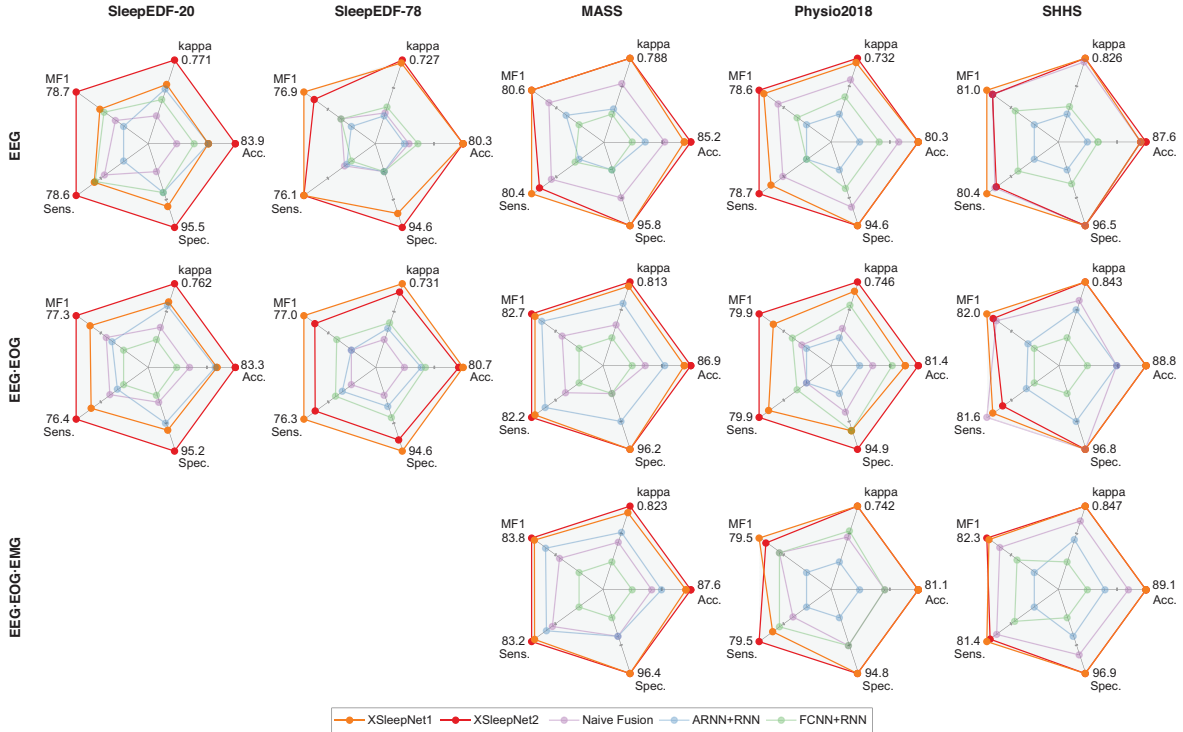 SleepEDF-20 SleepEDF-78 MASS Physio2018 SHHS
EEG
kappa
0.771
MF1
78.7
83.9
Acc.
78.6
Sens.
95.5
Spec.
kappa
0.727
MF1
76.9
80.3
Acc.
76.1
Sens.
94.6
Spec.
kappa
0.788
MF1
80.6
85.2
Acc.
80.4
Sens.
95.8
Spec.
kappa
0.732
MF1
78.6
80.3
Acc.
78.7
Sens.
94.6
Spec.
kappa
0.826
MF1
81.0
87.6
Acc.
80.4
Sens.
96.5
Spec.
EEG·EOG
kappa
0.762
MF1
77.3
83.3
Acc.
76.4
Sens.
95.2
Spec.
kappa
0.731
MF1
77.0
80.7
Acc.
76.3
Sens.
94.6
Spec.
kappa
0.813
MF1
82.7
86.9
Acc.
82.2
Sens.
96.2
Spec.
kappa
0.746
MF1
79.9
81.4
Acc.
79.9
Sens.
94.9
Spec.
kappa
0.843
MF1
82.0
88.8
Acc.
81.6
Sens.
96.8
Spec.
EEG·EOG·EMG
kappa
0.823
MF1
83.8
87.6
Acc.
83.2
Sens.
96.4
Spec.
kappa
0.742
MF1
79.5
81.1
Acc.
79.5
Sens.
94.8
Spec.
kappa
0.847
MF1
82.3
89.1
Acc.
81.4
Sens.
96.9
Spec.
XSleepNet1 XSleepNet2 Naive Fusion ARNN+RNN FCNN+RNN